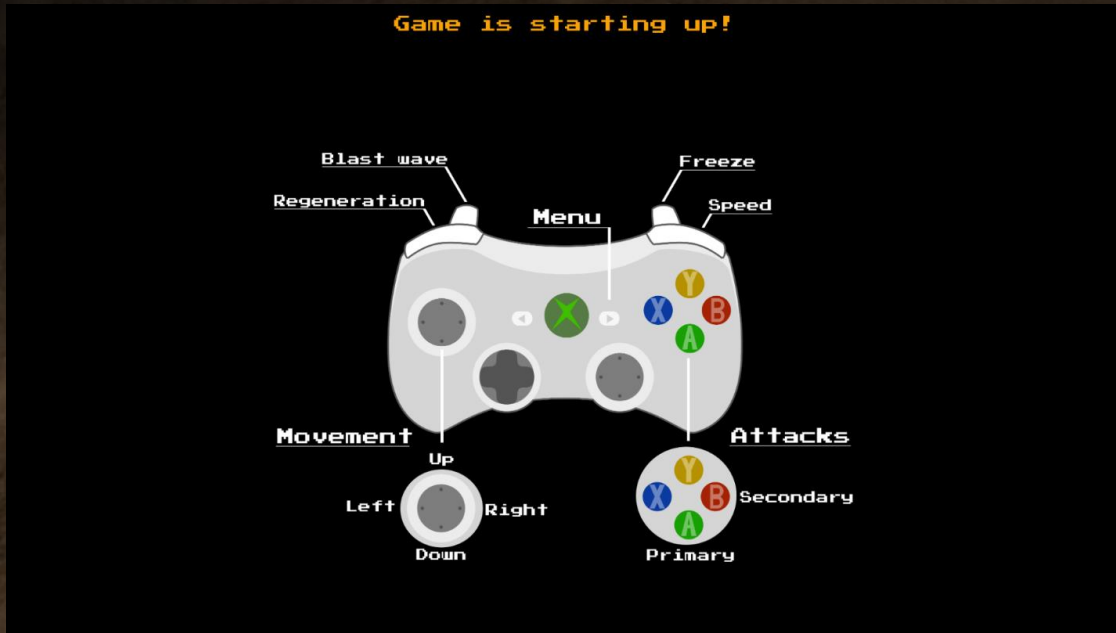 Game is starting up!
Blast wave
Freeze
Regeneration
Speed
Menu
Y
X
B
A
Movement
Attacks
Up
Left
Right
Down
Y
X
B
Secondary
A
Primary